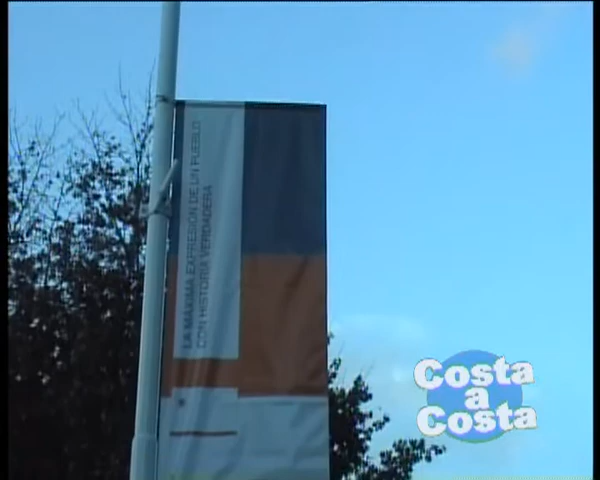 LA MÁXIMA EXPRESIÓN DE UN PUEBLO
CON HISTORIA VERDADERA
Costa
a
Costa